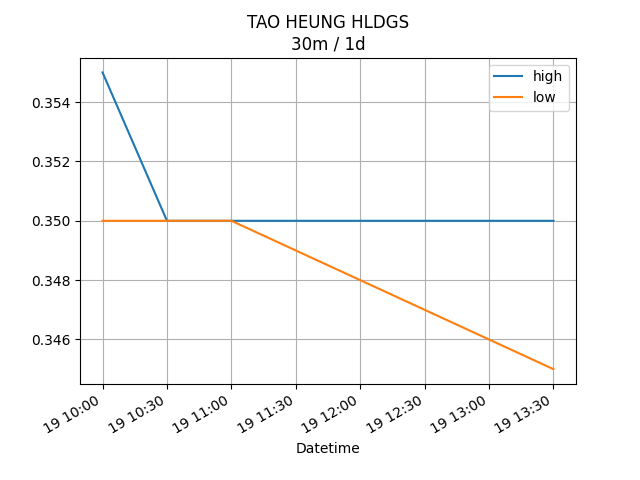 TAO HEUNG HLDGS
30m / 1d
high
low
0.354
0.352
0.350
0.348
0.346
19 10:00
19 10:30
19 11:00
19 11:30
19 12:00
19 12:30
19 13:00
19 13:30
Datetime